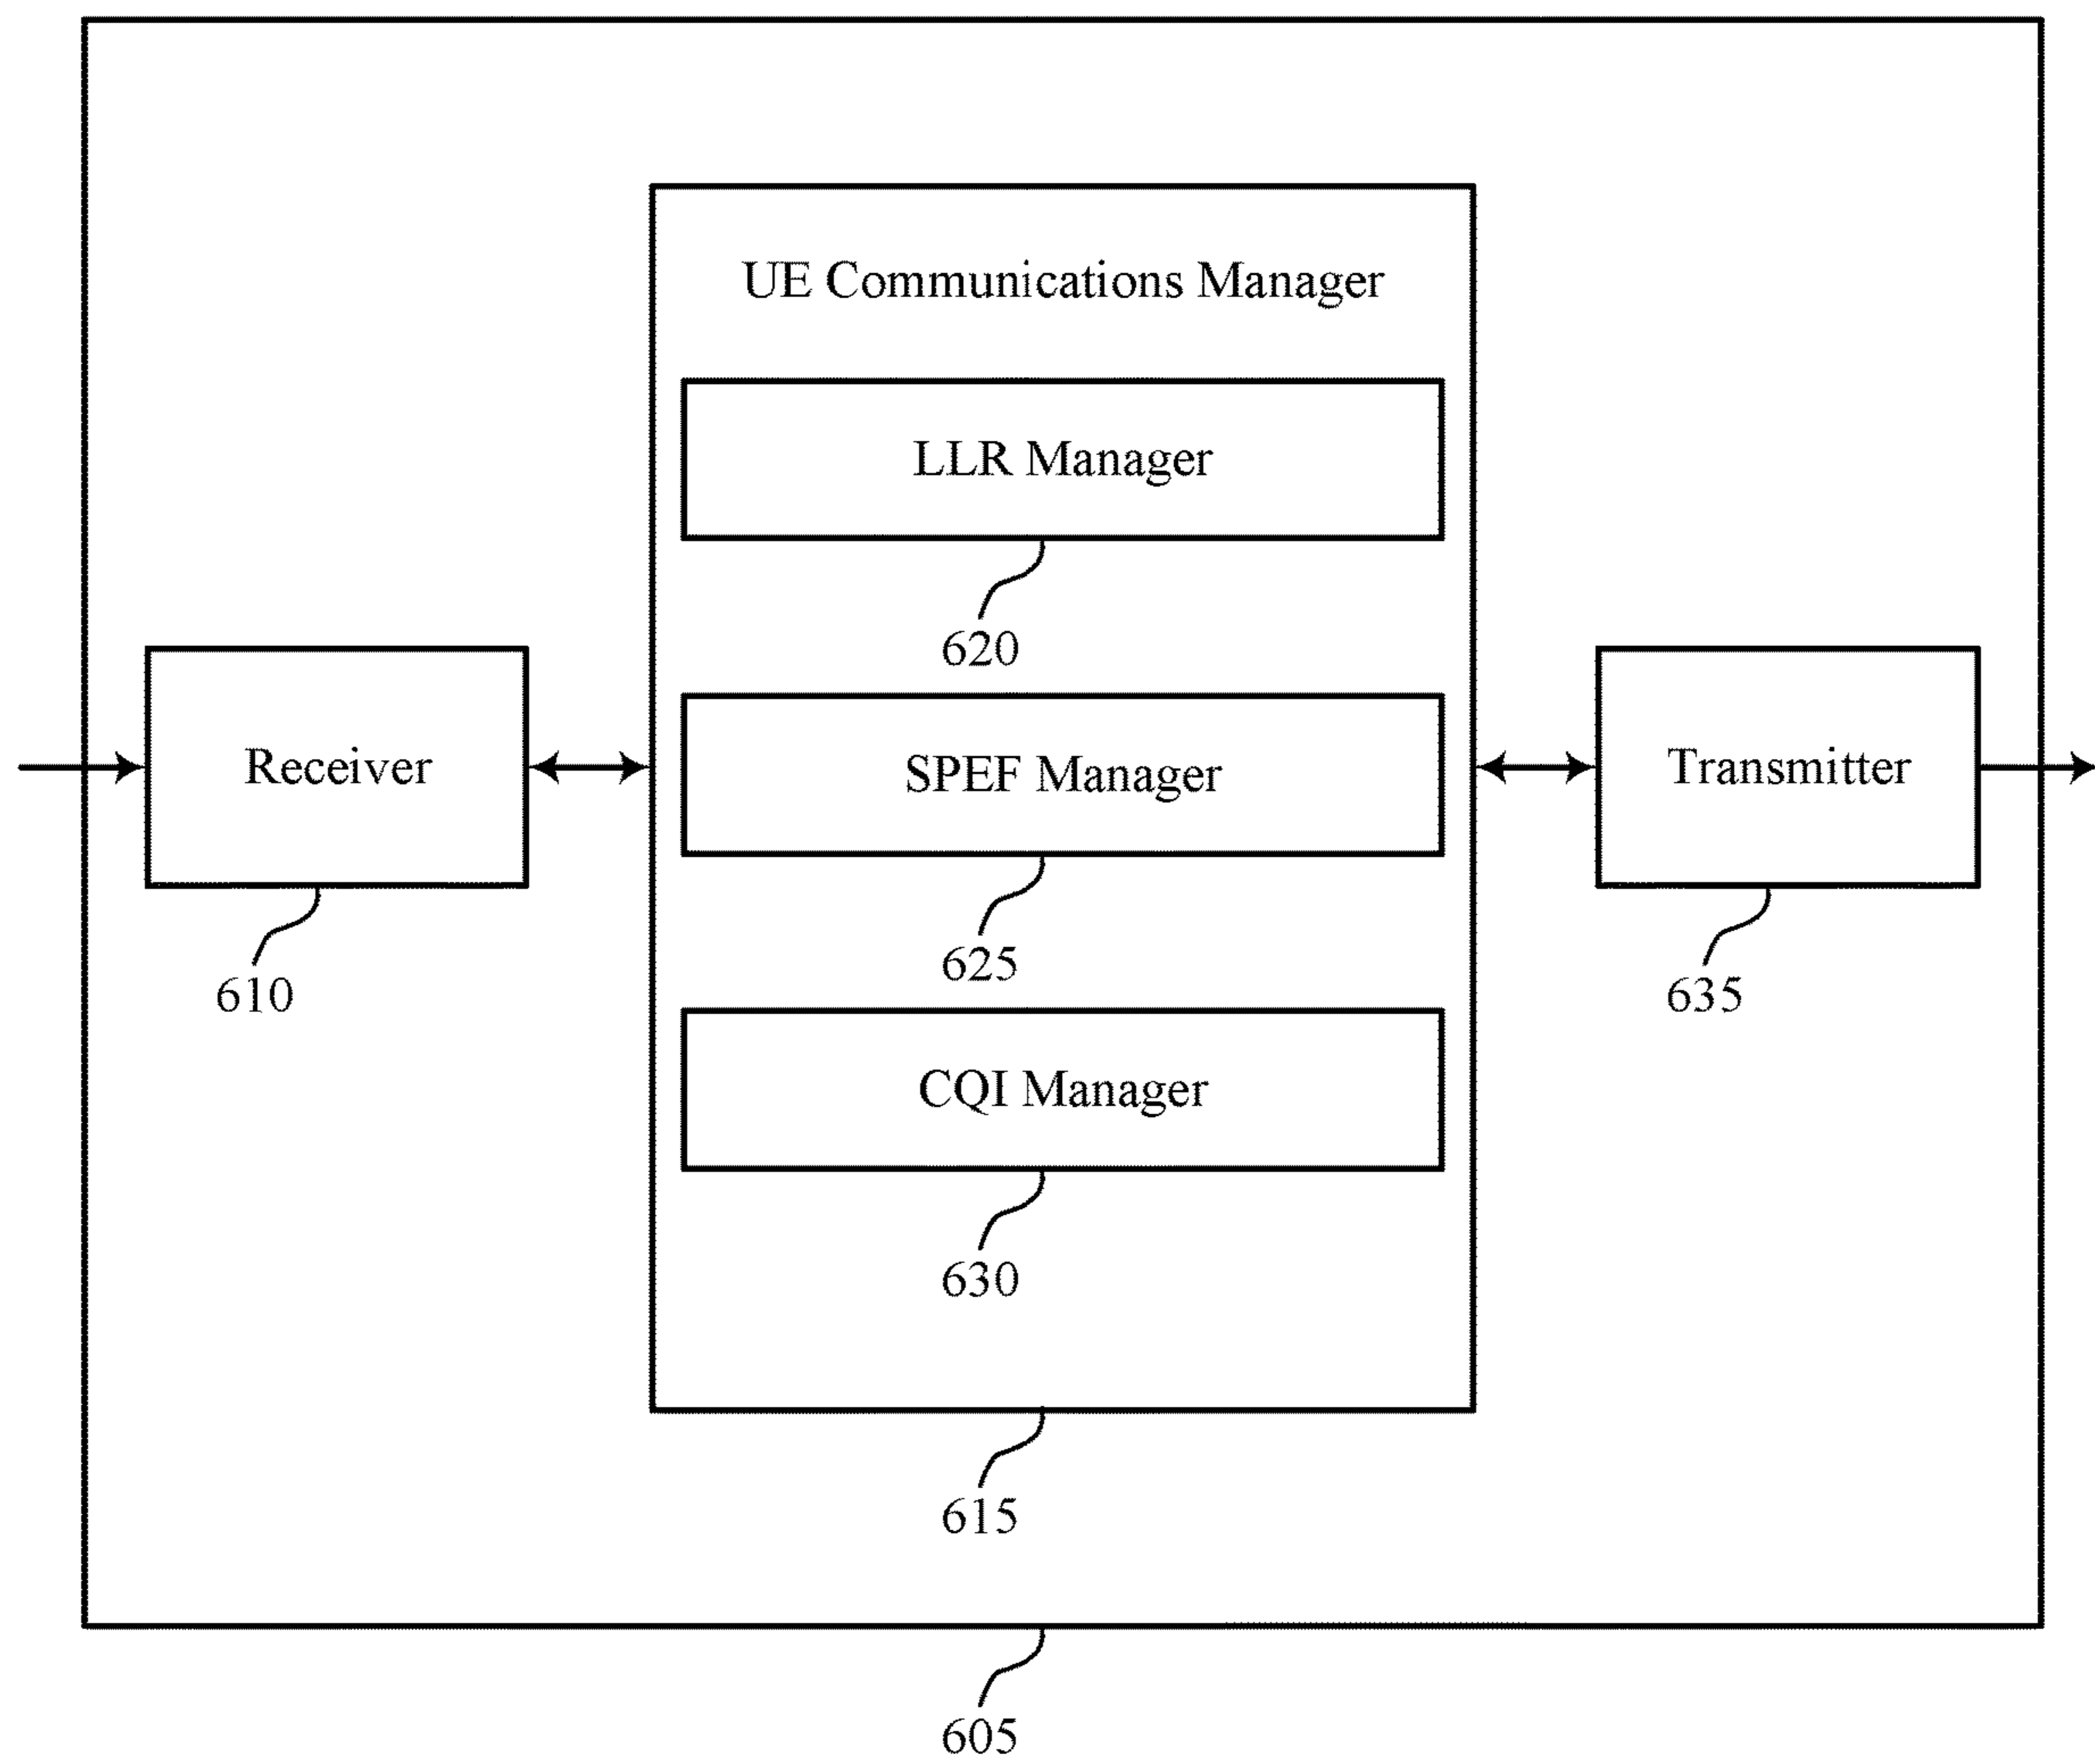 UE Communications Manager
LLR Manager
620
Receiver
610
SPEF Manager
625
Transmitter
635
CQI Manager
630
615
605